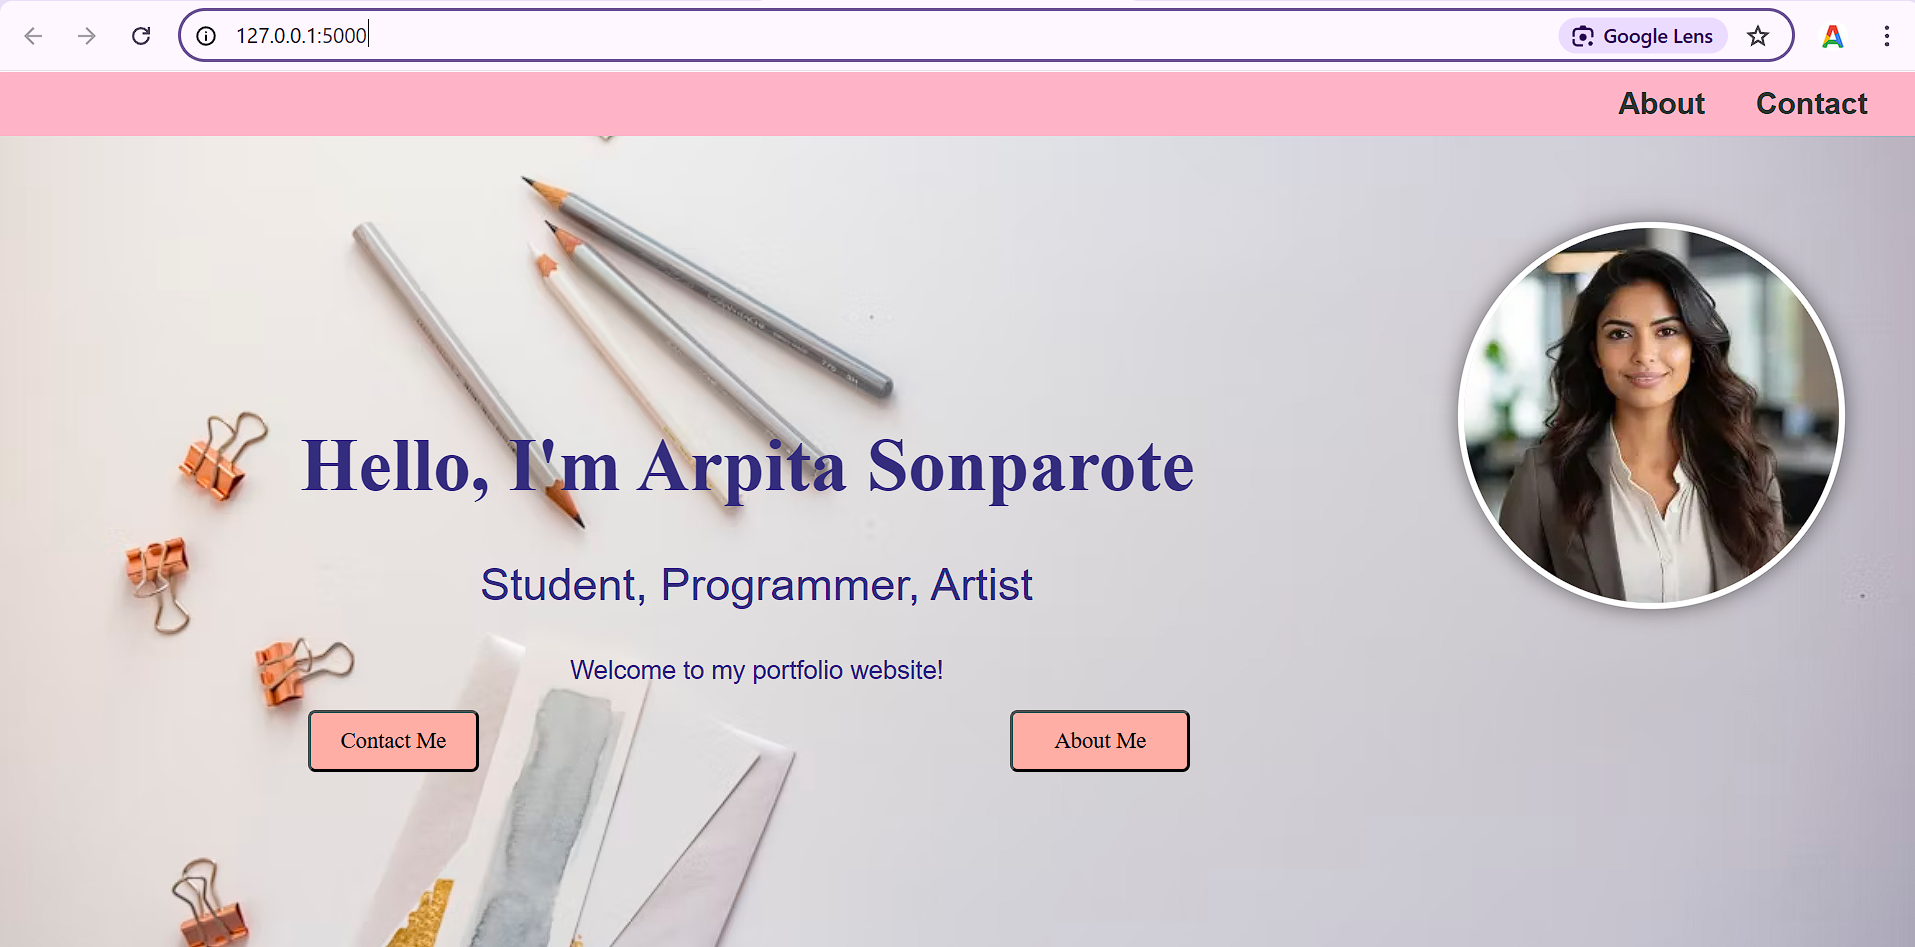 127.0.0.1:5000
Google Lens
About Contact
Hello, I'm Arpita Sonparote
Student, Programmer, Artist
Welcome to my portfolio website!
Contact Me About Me